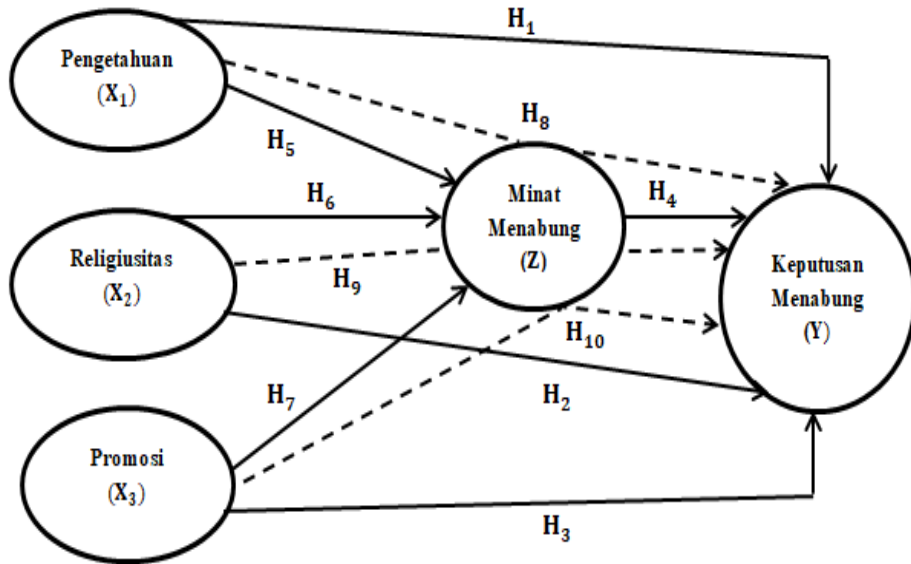 H₁
Pengetahuan
(X₁)
H₈
H₅
Minat
Menabung
(Z)
H₆
H₄
Religiusitas
(X₂)
H₉
Keputusan
Menabung
(Y)
H₁₀
H₇
H₂
Promosi
(X₃)
H₃